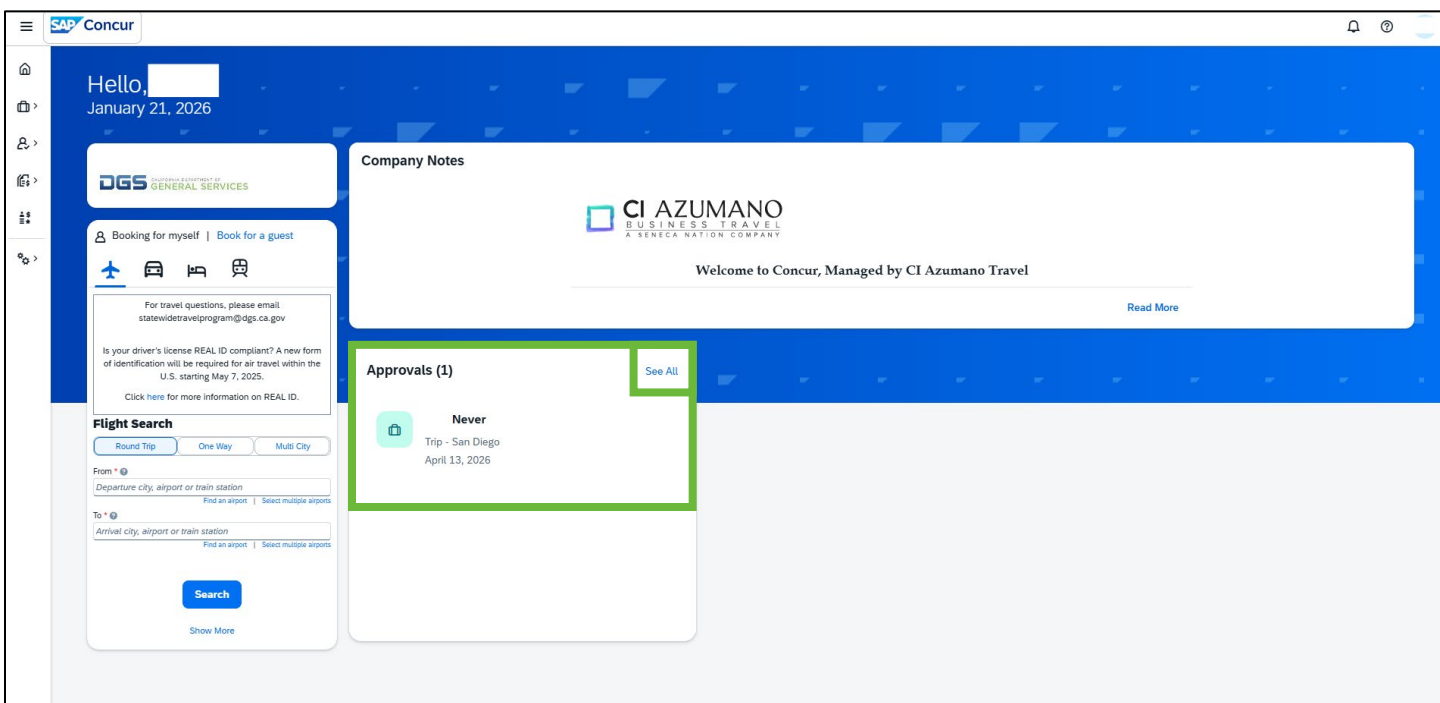 SAP Concur
Hello,
January 21, 2026
DGS CALIFORNIA DEPARTMENT OF
GENERAL SERVICES
Booking for myself | Book for a guest
For travel questions, please email
statewidetravelprogram@dgs.ca.gov
Is your driver's license REAL ID compliant? A new form
of identification will be required for air travel within the
U.S. starting May 7, 2025.
Click here for more information on REAL ID.
Flight Search
Round Trip One Way Multi City
From *
Departure city, airport or train station
Find an airport | Select multiple airports
To *
Arrival city, airport or train station
Find an airport | Select multiple airports
Search
Show More
Company Notes
CI AZUMANO
BUSINESS TRAVEL
A SENECA NATION COMPANY
Welcome to Concur, Managed by CI Azumano Travel
Read More
Approvals (1) See All
Never
Trip - San Diego
April 13, 2026